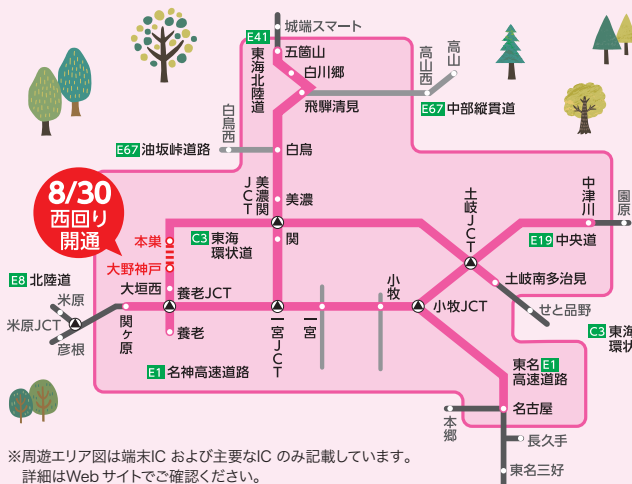 城端スマート
E41
東海北陸道
五箇山
白川郷
飛騨清見
高山西
高山
E67 中部縦貫道
白鳥西
E67 油坂峠道路
白鳥
8/30
西回り
開通
美濃関JCT
美濃
土岐JCT
中津川
園原
本巣
C3 東海
環状道
関
E19 中央道
大野神戸
E8 北陸道
大垣西
養老JCT
小牧
土岐南多治見
米原
小牧JCT
せと品野
米原JCT
彦根
関ヶ原
養老
一宮JCT
一宮
C3 東海
環状
E1 名神高速道路
東名 E1
高速道路
名古屋
本郷
長久手
東名三好
※周遊エリア図は端末IC および主要なIC のみ記載しています。
詳細はWebサイトでご確認ください。